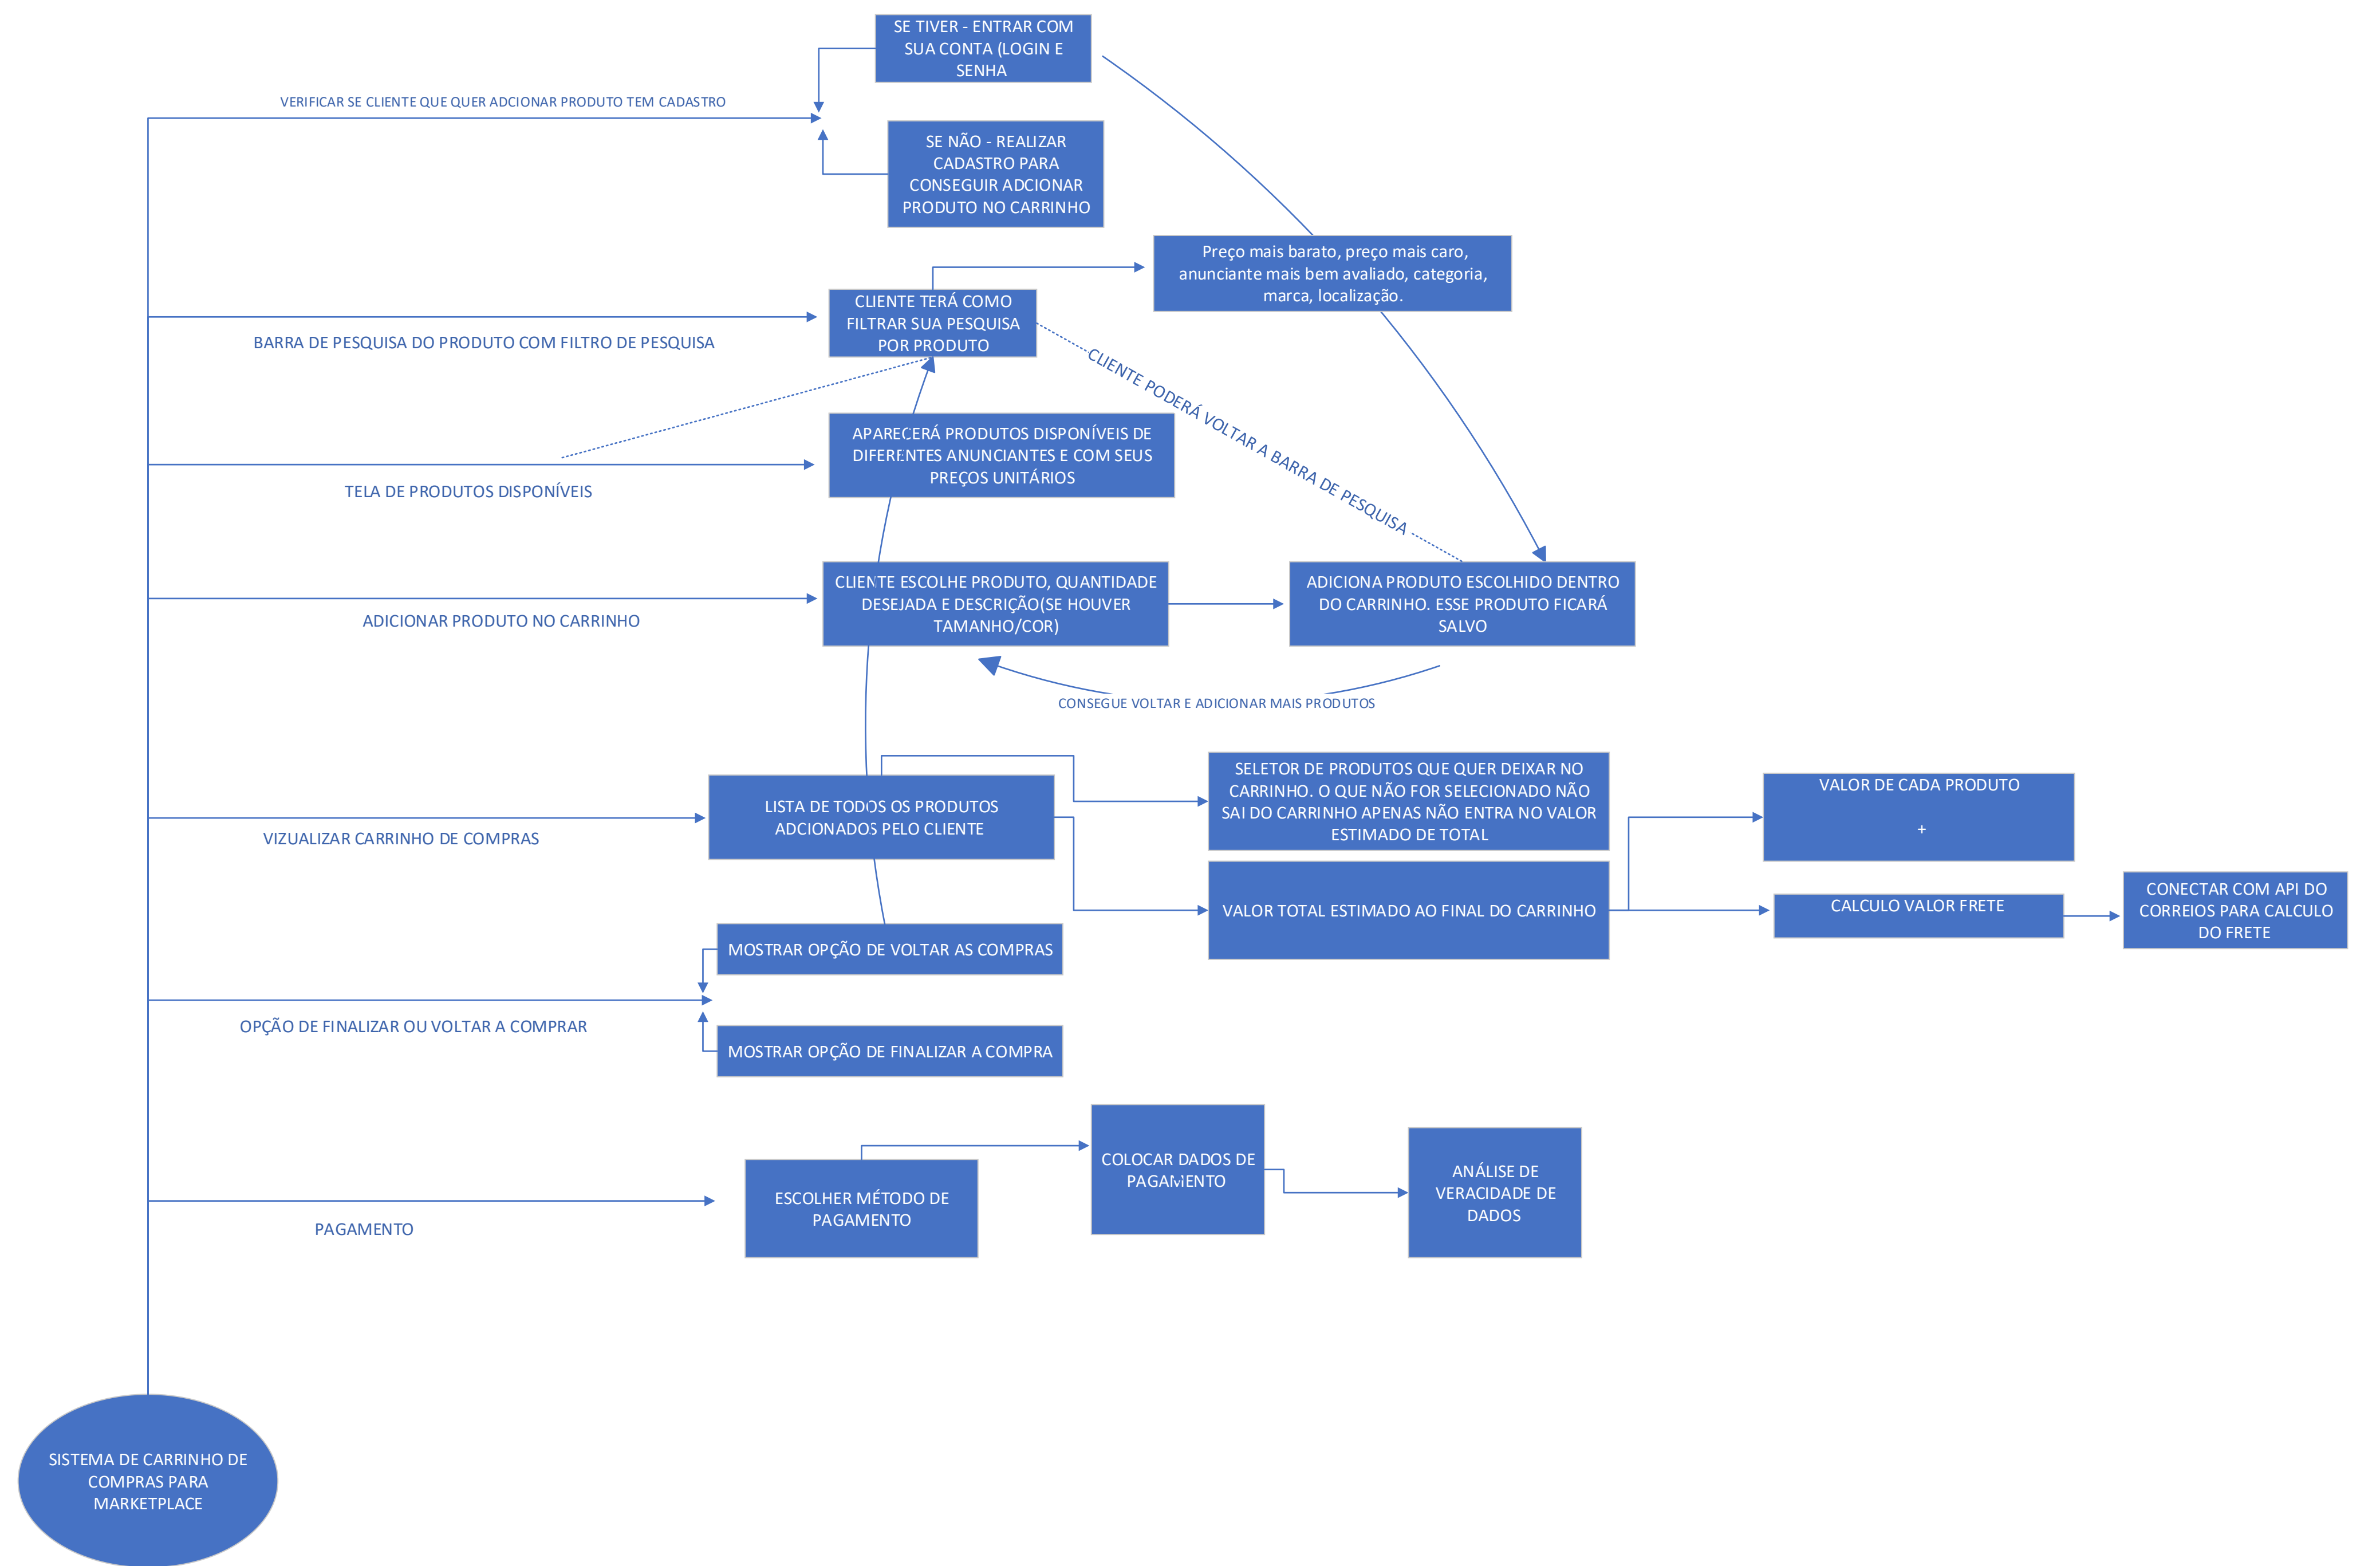 SE TIVER - ENTRAR COM
SUA CONTA (LOGIN E
SENHA
VERIFICAR SE CLIENTE QUE QUER ADCIONAR PRODUTO TEM CADASTRO
SE NÃO - REALIZAR
CADASTRO PARA
CONSEGUIR ADCIONAR
PRODUTO NO CARRINHO
Preço mais barato, preço mais caro,
anunciante mais bem avaliado, categoria,
marca, localização.
CLIENTE TERÁ COMO
FILTRAR SUA PESQUISA
POR PRODUTO
BARRA DE PESQUISA DO PRODUTO COM FILTRO DE PESQUISA
CLIENTE PODERÁ VOLTAR A BARRA DE PESQUISA
APARECERÁ PRODUTOS DISPONÍVEIS DE
DIFERENTES ANUNCIANTES E COM SEUS
PREÇOS UNITÁRIOS
TELA DE PRODUTOS DISPONÍVEIS
CLIENTE ESCOLHE PRODUTO, QUANTIDADE
DESEJADA E DESCRIÇÃO(SE HOUVER
TAMANHO/COR)
ADICIONA PRODUTO ESCOLHIDO DENTRO
DO CARRINHO. ESSE PRODUTO FICARÁ
SALVO
ADICIONAR PRODUTO NO CARRINHO
CONSEGUE VOLTAR E ADICIONAR MAIS PRODUTOS
SELETOR DE PRODUTOS QUE QUER DEIXAR NO
CARRINHO. O QUE NÃO FOR SELECIONADO NÃO
SAI DO CARRINHO APENAS NÃO ENTRA NO VALOR
ESTIMADO DE TOTAL
VALOR DE CADA PRODUTO
+
LISTA DE TODOS OS PRODUTOS
ADCIONADOS PELO CLIENTE
VIZUALIZAR CARRINHO DE COMPRAS
VALOR TOTAL ESTIMADO AO FINAL DO CARRINHO
CALCULO VALOR FRETE
CONECTAR COM API DO
CORREIOS PARA CALCULO
DO FRETE
MOSTRAR OPÇÃO DE VOLTAR AS COMPRAS
OPÇÃO DE FINALIZAR OU VOLTAR A COMPRAR
MOSTRAR OPÇÃO DE FINALIZAR A COMPRA
COLOCAR DADOS DE
PAGAMENTO
ANÁLISE DE
VERACIDADE DE
DADOS
ESCOLHER MÉTODO DE
PAGAMENTO
PAGAMENTO
SISTEMA DE CARRINHO DE
COMPRAS PARA
MARKETPLACE